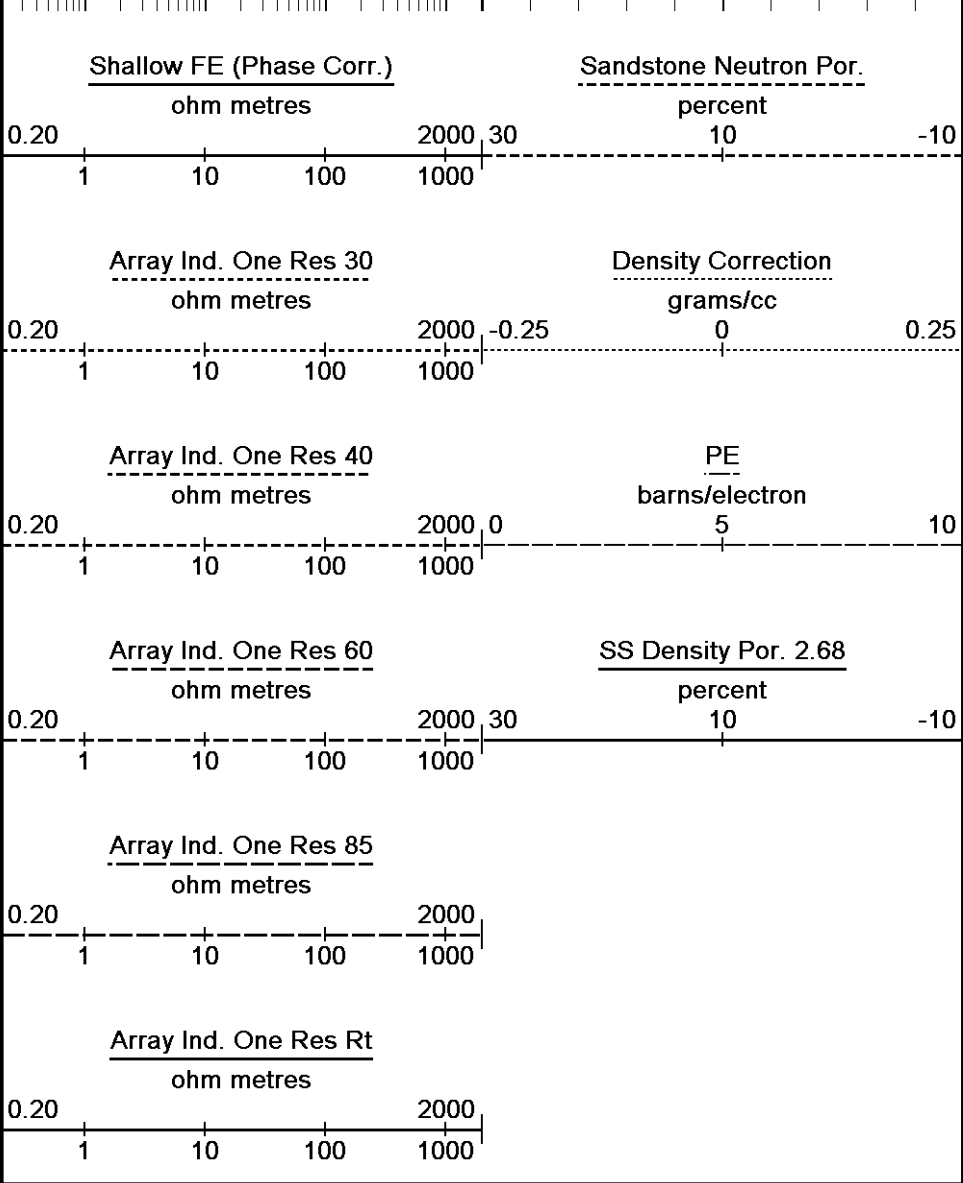 Shallow FE (Phase Corr.)
ohm metres
0.20 2000
1 10 100 1000
Sandstone Neutron Por.
percent
30 10 -10
Array Ind. One Res 30
ohm metres
0.20 2000
1 10 100 1000
Density Correction
grams/cc
-0.25 0 0.25
Array Ind. One Res 40
ohm metres
0.20 2000
1 10 100 1000
PE
barns/electron
0 5 10
Array Ind. One Res 60
ohm metres
0.20 2000
1 10 100 1000
SS Density Por. 2.68
percent
30 10 -10
Array Ind. One Res 85
ohm metres
0.20 2000
1 10 100 1000
Array Ind. One Res Rt
ohm metres
0.20 2000
1 10 100 1000